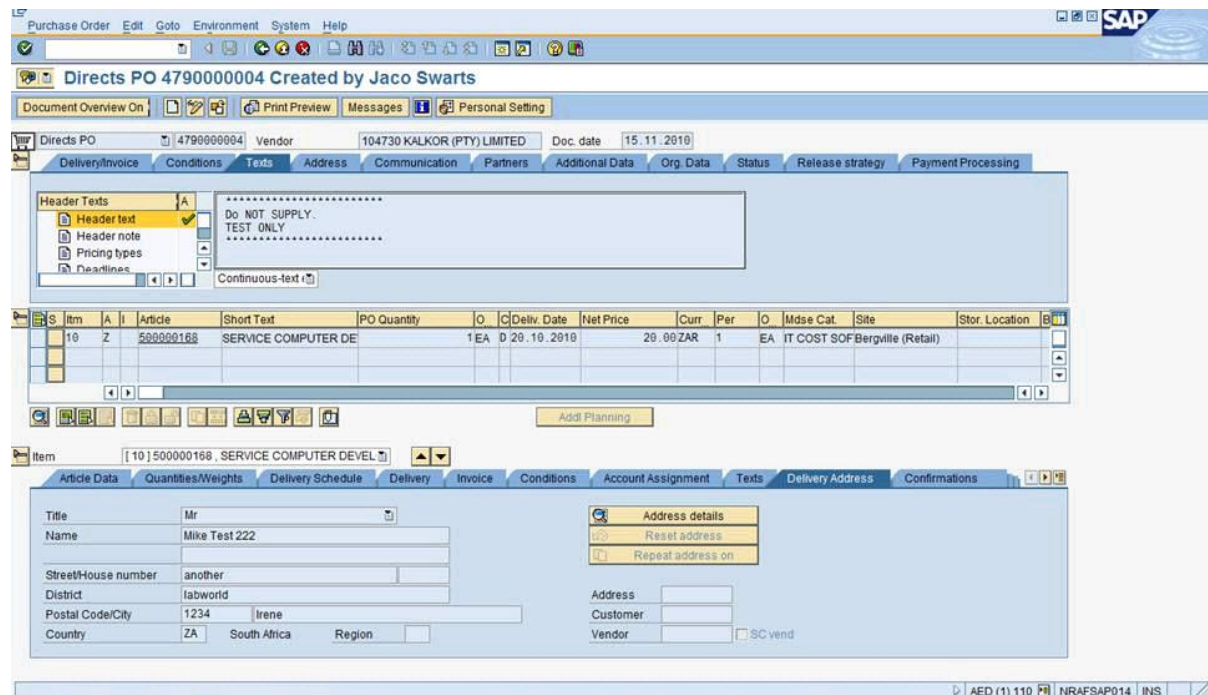 Purchase Order Edit Goto Environment System Help
SAP
Directs PO 4790000004 Created by Jaco Swarts
Document Overview On Print Preview Messages Personal Setting
Directs PO 4790000004 Vendor 104730 KALKOR (PTY) LIMITED Doc. date 15.11.2010
Delivery/Invoice Conditions Texts Address Communication Partners Additional Data Org. Data Status Release strategy Payment Processing
Header Texts A
Header text
Header note
Pricing types
Deadlines
*************************
Do NOT SUPPLY.
TEST ONLY
*************************
Continuous-text
S Itm A I Article Short Text PO Quantity O... C Deliv. Date Net Price Curr... Per O... Mdse Cat. Site Stor. Location B
10 Z 500000168 SERVICE COMPUTER DE 1 EA D 20.10.2010 20.00 ZAR 1 EA IT COST SOF Bergville (Retail)
Addl Planning
Item [ 10 ] 500000168 , SERVICE COMPUTER DEVEL
Article Data Quantities/Weights Delivery Schedule Delivery Invoice Conditions Account Assignment Texts Delivery Address Confirmations
Title Mr Address details
Name Mike Test 222 Reset address
Repeat address on
Street/House number another
District labworld Address
Postal Code/City 1234 Irene Customer
Country ZA South Africa Region Vendor SC vend
AED (1) 110 NRAFSAP014 INS